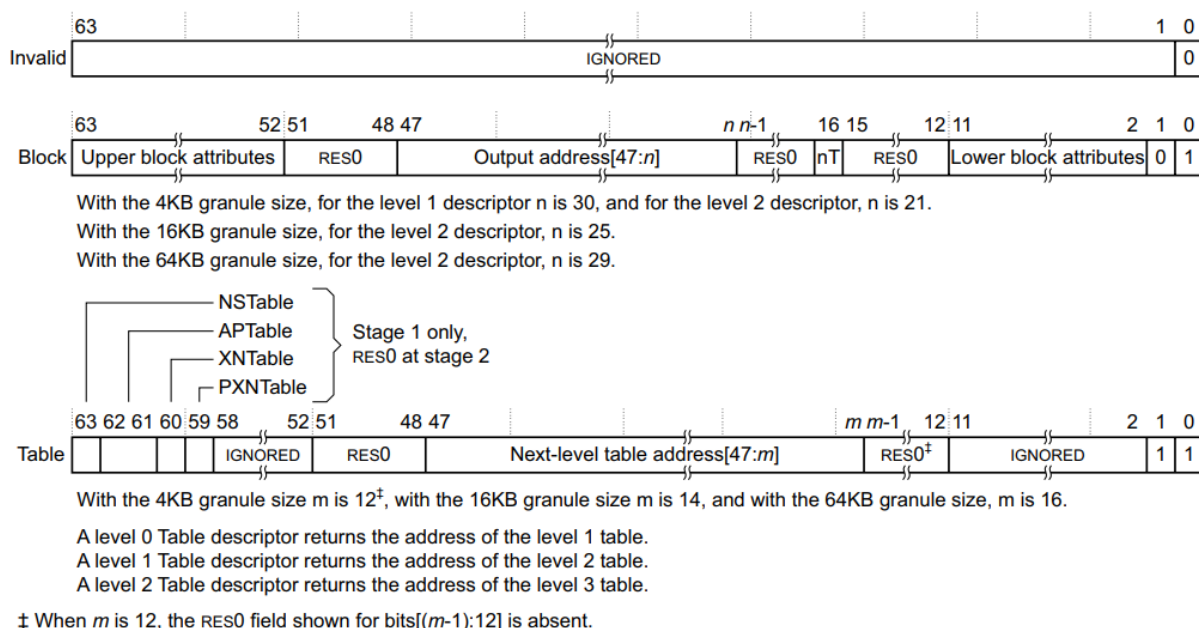 63 1 0
Invalid IGNORED 0
63 52 51 48 47 n n-1 16 15 12 11 2 1 0
Block Upper block attributes RES0 Output address[47:n] RES0 nT RES0 Lower block attributes 0 1
With the 4KB granule size, for the level 1 descriptor n is 30, and for the level 2 descriptor, n is 21.
With the 16KB granule size, for the level 2 descriptor, n is 25.
With the 64KB granule size, for the level 2 descriptor, n is 29.
NSTable
APTable
XNTable
PXNTable
Stage 1 only,
RES0 at stage 2
63 62 61 60 59 58 52 51 48 47 m m-1 12 11 2 1 0
Table IGNORED RES0 Next-level table address[47:m] RES0‡ IGNORED 1 1
With the 4KB granule size m is 12‡, with the 16KB granule size m is 14, and with the 64KB granule size, m is 16.
A level 0 Table descriptor returns the address of the level 1 table.
A level 1 Table descriptor returns the address of the level 2 table.
A level 2 Table descriptor returns the address of the level 3 table.
‡ When m is 12, the RES0 field shown for bits[(m-1):12] is absent.